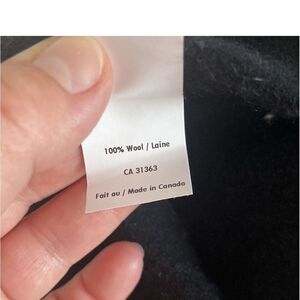 100% Wool / Laine
CA 31363
Fait au / Made in Canada